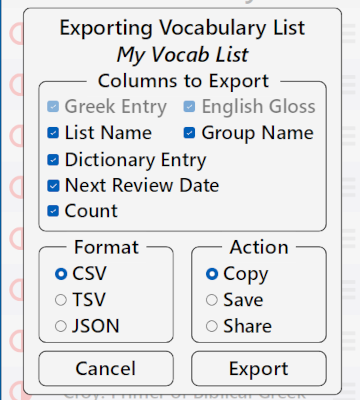 Exporting Vocabulary List
My Vocab List
Columns to Export
Greek Entry English Gloss
List Name Group Name
Dictionary Entry
Next Review Date
Count
Format Action
CSV Copy
TSV Save
JSON Share
Cancel Export
Croy: Primer of Biblical Greek